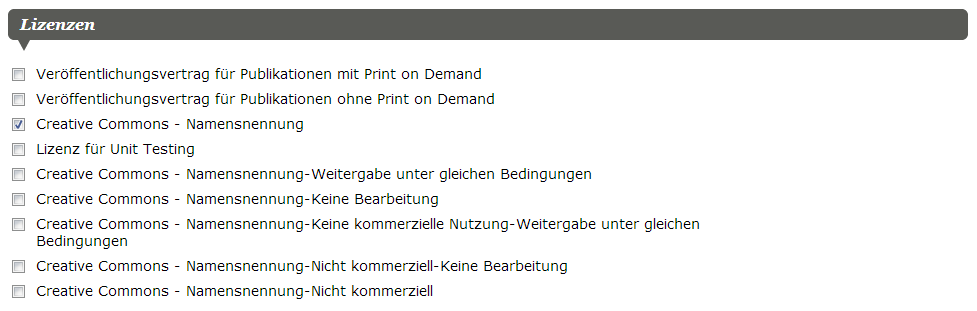 Lizenzen
Veröffentlichungsvertrag für Publikationen mit Print on Demand
Veröffentlichungsvertrag für Publikationen ohne Print on Demand
Creative Commons - Namensnennung
Lizenz für Unit Testing
Creative Commons - Namensnennung-Weitergabe unter gleichen Bedingungen
Creative Commons - Namensnennung-Keine Bearbeitung
Creative Commons - Namensnennung-Keine kommerzielle Nutzung-Weitergabe unter gleichen
Bedingungen
Creative Commons - Namensnennung-Nicht kommerziell-Keine Bearbeitung
Creative Commons - Namensnennung-Nicht kommerziell